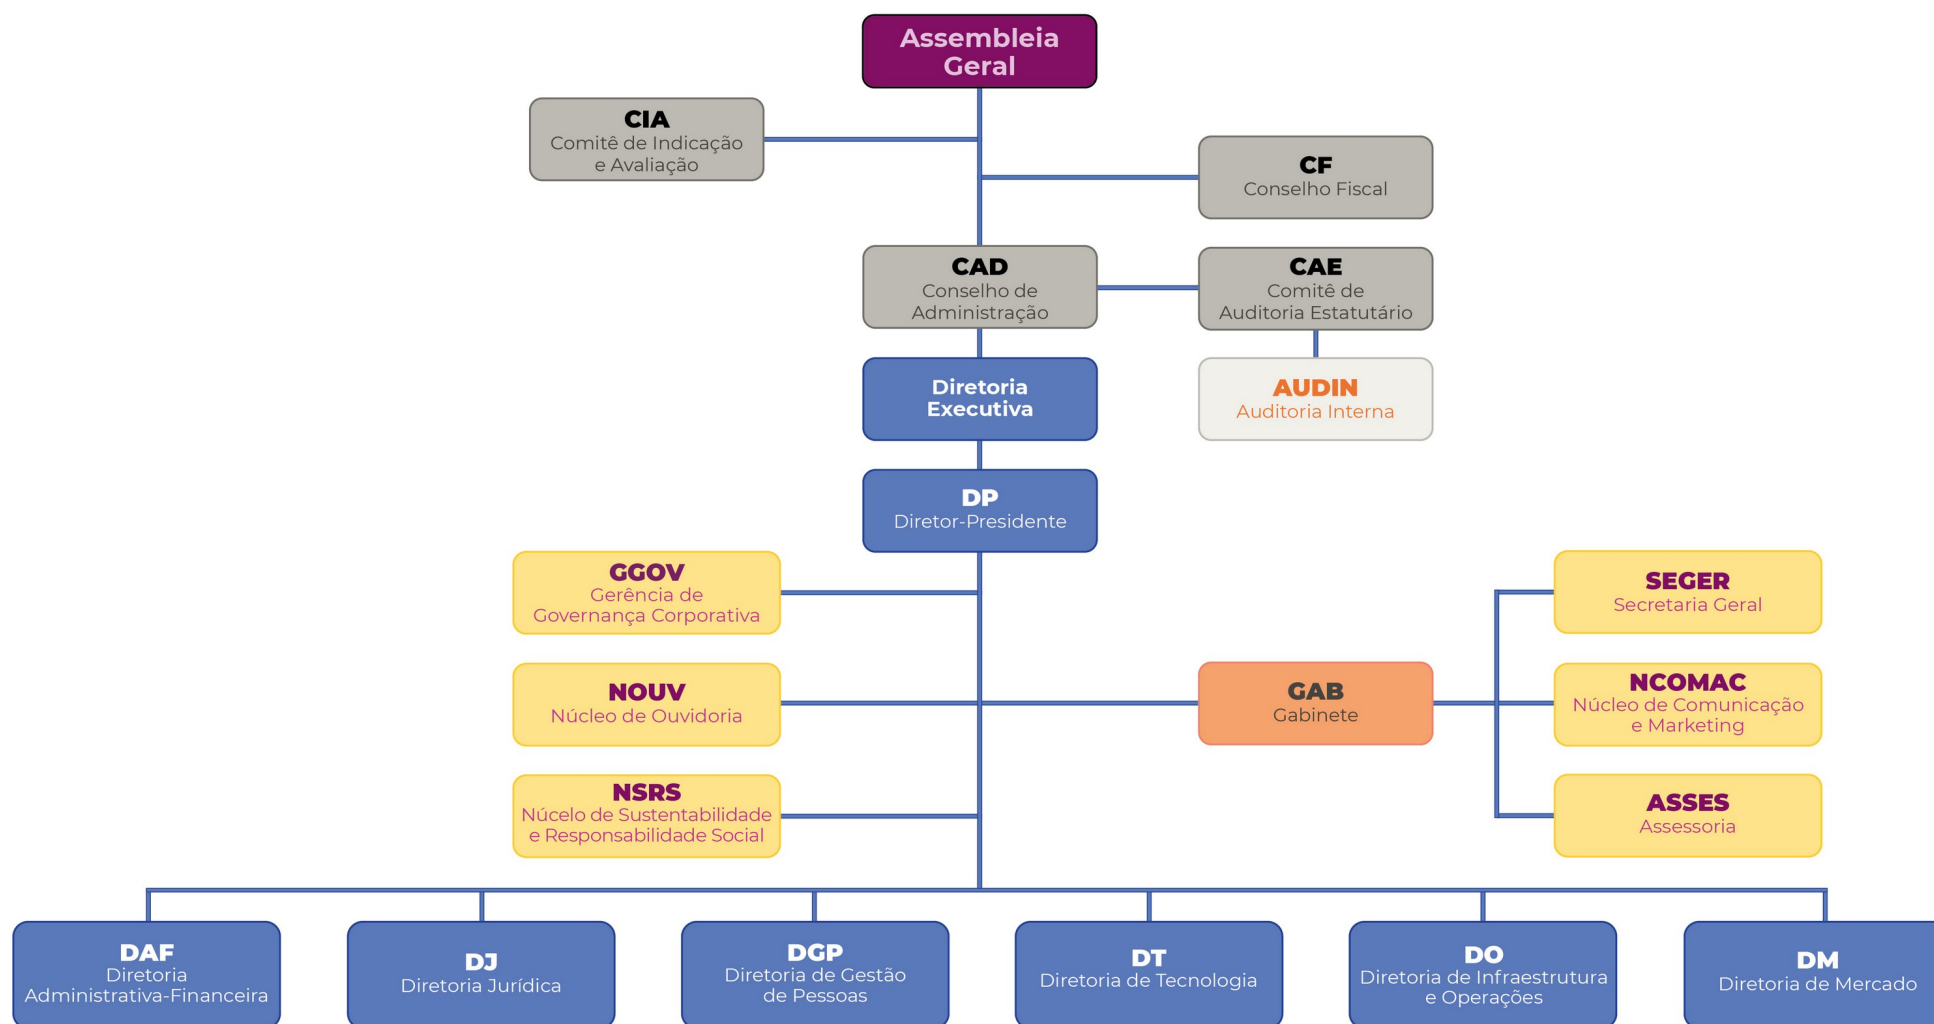 Assembleia
Geral
CIA
Comitê de Indicação
e Avaliação
CF
Conselho Fiscal
CAD
Conselho de
Administração
CAE
Comitê de
Auditoria Estatutário
Diretoria
Executiva
AUDIN
Auditoria Interna
DP
Diretor-Presidente
GGOV
Gerência de
Governança Corporativa
SEGER
Secretaria Geral
NOUV
Núcleo de Ouvidoria
GAB
Gabinete
NCOMAC
Núcleo de Comunicação
e Marketing
NSRS
Núcelo de Sustentabilidade
e Responsabilidade Social
ASSES
Assessoria
DAF
Diretoria
Administrativa-Financeira
DJ
Diretoria Jurídica
DGP
Diretoria de Gestão
de Pessoas
DT
Diretoria de Tecnologia
DO
Diretoria de Infraestrutura
e Operações
DM
Diretoria de Mercado